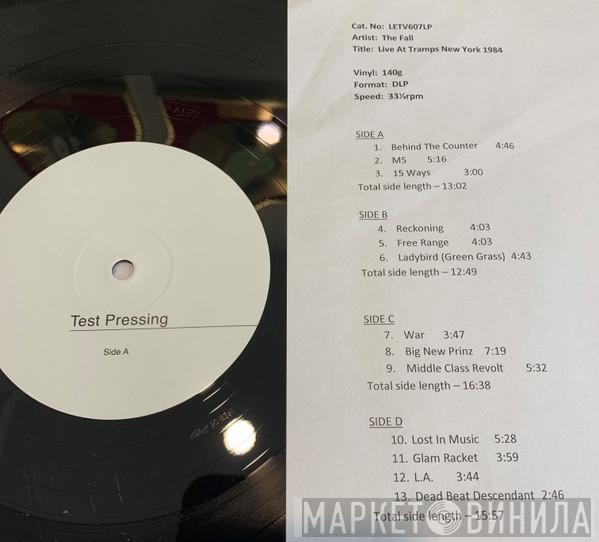 Test Pressing
Side A
Cat. No: LETV607LP
Artist: The Fall
Title: Live At Tramps New York 1984
Vinyl: 140g
Format: DLP
Speed: 33⅓rpm
SIDE A
1. Behind The Counter 4:46
2. M5 5:16
3. 15 Ways 3:00
Total side length – 13:02
SIDE B
4. Reckoning 4:03
5. Free Range 4:03
6. Ladybird (Green Grass) 4:43
Total side length – 12:49
SIDE C
7. War 3:47
8. Big New Prinz 7:19
9. Middle Class Revolt 5:32
Total side length – 16:38
SIDE D
10. Lost In Music 5:28
11. Glam Racket 3:59
12. L.A. 3:44
13. Dead Beat Descendant 2:46
Total side length – 15:57
МАРКЕТ ВИНИЛА